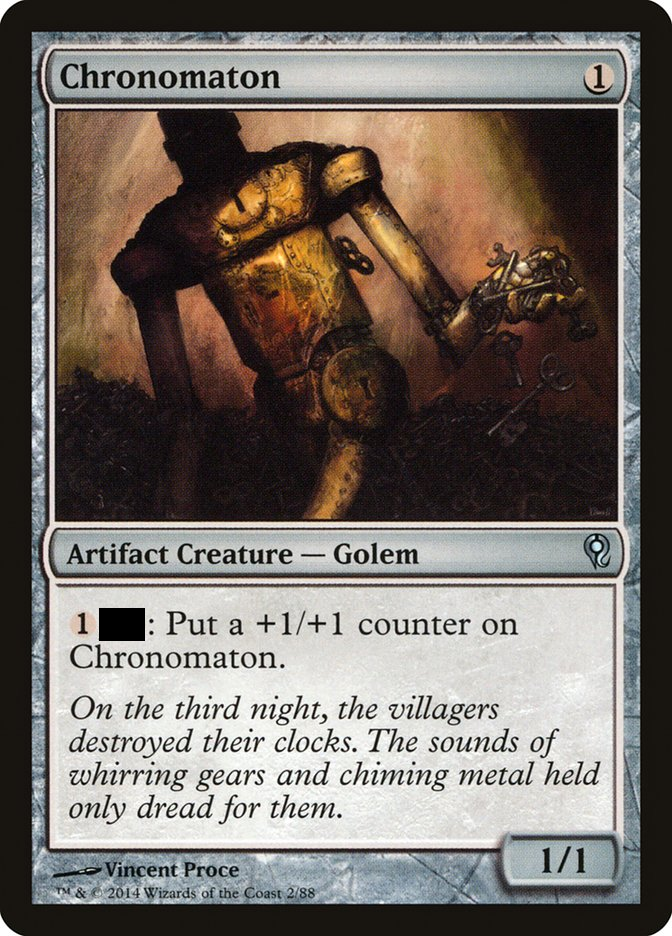 Chronomaton 1
Artifact Creature — Golem
1 : Put a +1/+1 counter on
Chronomaton.
On the third night, the villagers
destroyed their clocks. The sounds of
whirring gears and chiming metal held
only dread for them.
1/1
Vincent Proce
™ & © 2014 Wizards of the Coast 2/88